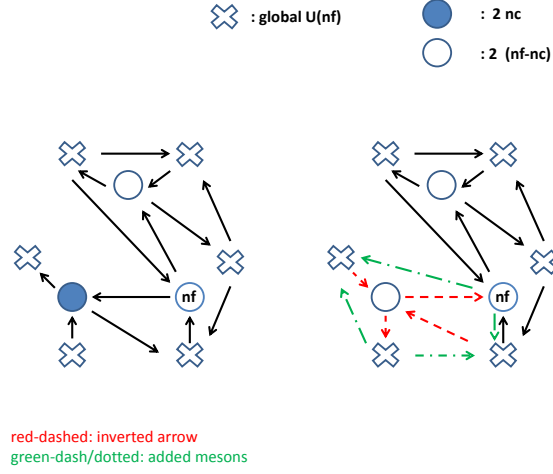 : global U(nf)
: 2 nc
: 2 (nf-nc)
nf
nf
red-dashed: inverted arrow
green-dash/dotted: added mesons